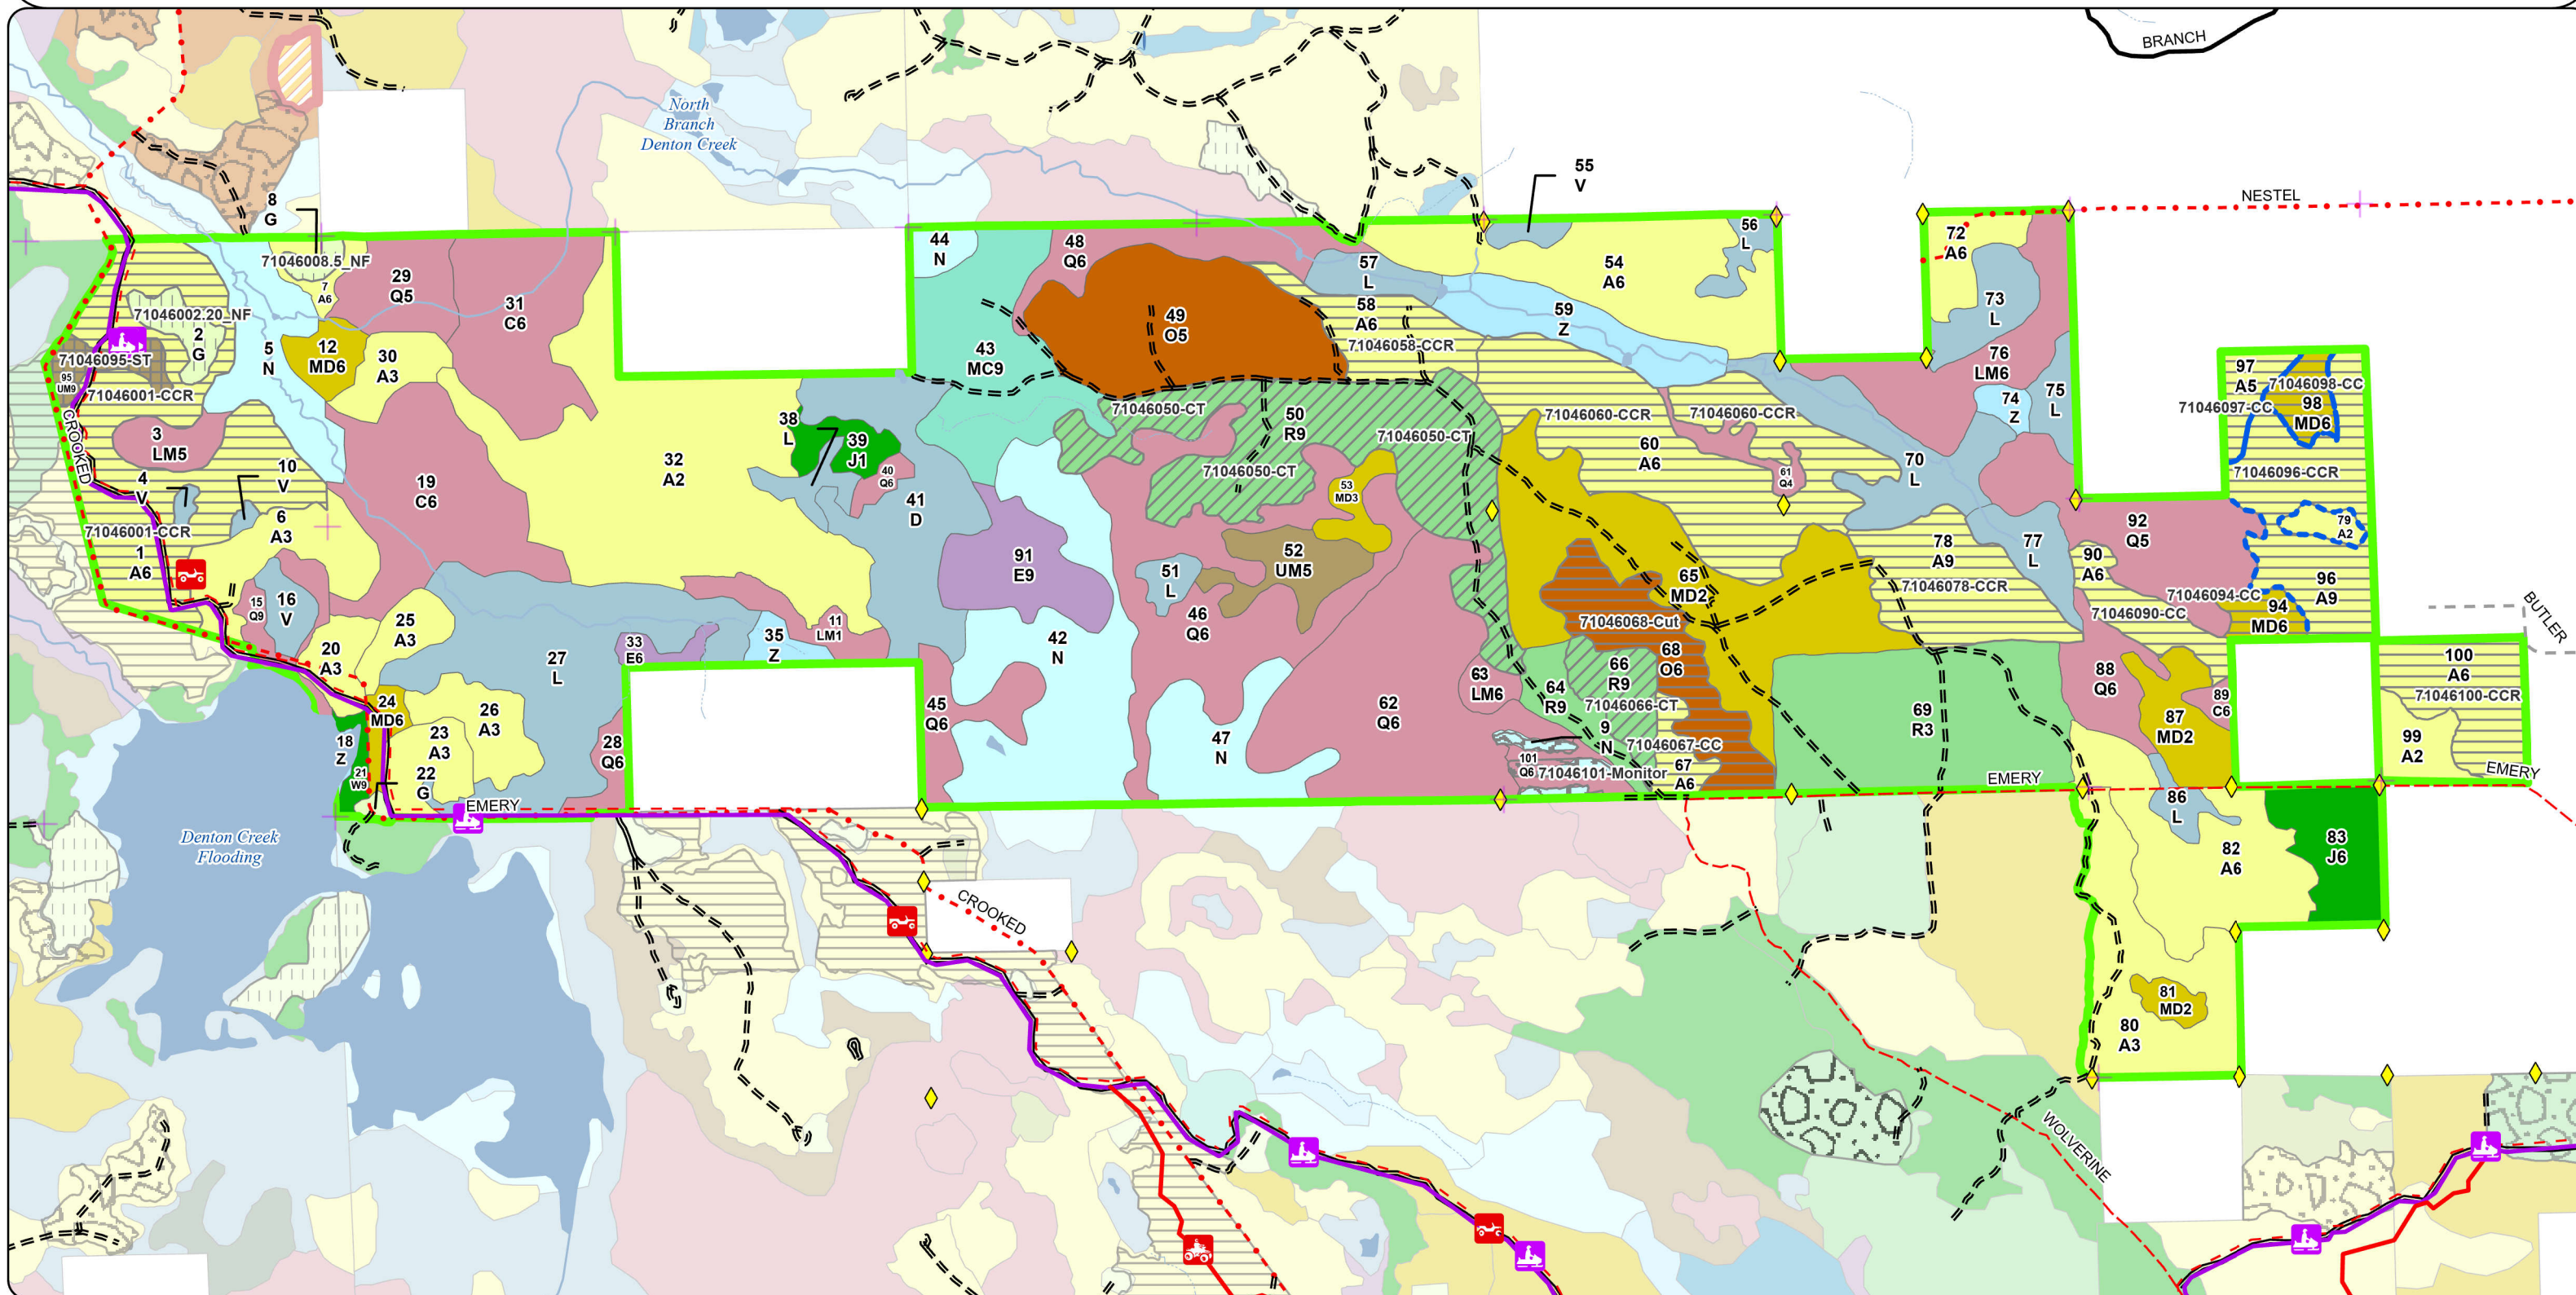 BRANCH
North
Branch
Denton Creek
NESTEL
8
G
55
V
71046008.5_NF
7
A6
29
Q5
31
C6
44
N
48
Q6
57
L
54
A6
56
L
72
A6
73
L
71046002.20_NF
2
G
5
N
12
MD6
30
A3
49
O5
43
MC9
58
A6
71046058-CCR
59
Z
76
LM6
74
Z
75
L
71046095-ST
95
UM9
71046001-CCR
CROOKED
3
LM5
4
V
10
V
19
C6
32
A2
38
L
39
J1
40
Q6
41
D
71046050-CT
50
R9
71046050-CT
71046050-CT
53
MD3
71046060-CCR
71046060-CCR
60
A6
61
Q4
70
L
97
A5
71046098-CC
98
MD6
71046097-CC
71046096-CCR
71046001-CCR
1
A6
6
A3
15
Q9
16
V
20
A3
25
A3
27
L
33
E6
35
Z
11
LM1
91
E9
42
N
51
L
52
UM5
46
Q6
65
MD2
71046068-Cut
68
O6
78
A9
71046078-CCR
77
L
90
A6
92
Q5
71046090-CC
71046094-CC
94
MD6
79
A2
96
A9
BUTLER
24
MD6
18
Z
21
W9
23
A3
22
G
26
A3
28
Q6
45
Q6
47
N
62
Q6
63
LM6
64
R9
66
R9
71046066-CT
9
N
71046067-CC
67
A6
101
Q6
71046101-Monitor
69
R3
88
Q6
87
MD2
89
C6
100
A6
71046100-CCR
99
A2
EMERY
EMERY
EMERY
Denton Creek
Flooding
CROOKED
86
L
82
A6
83
J6
81
MD2
80
A3
WOLVERINE